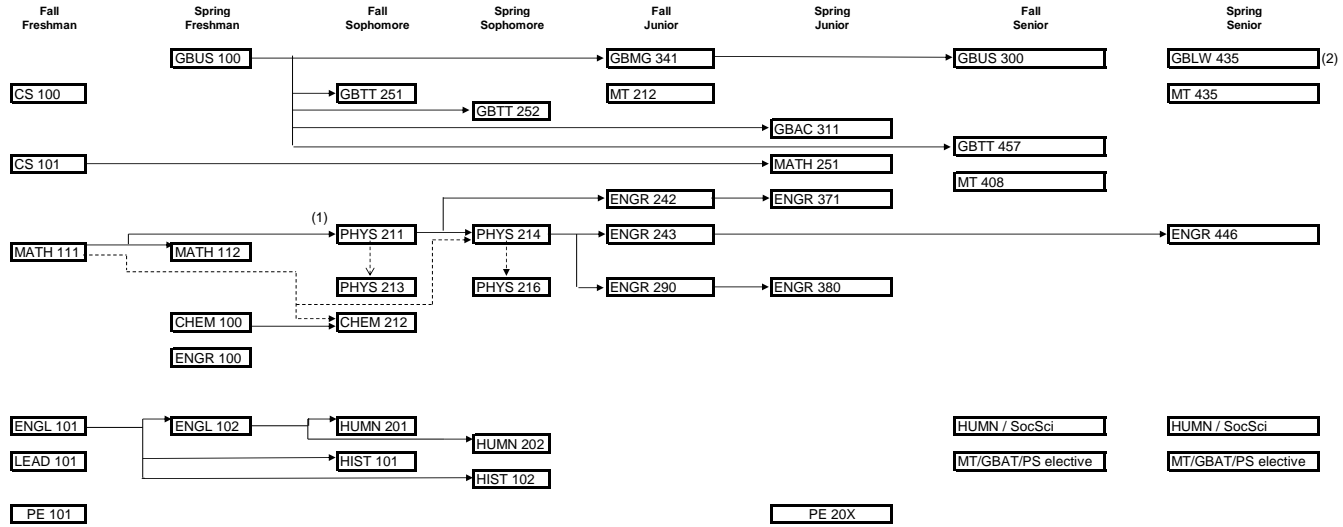 Fall Freshman
Spring Freshman
Fall Sophomore
Spring Sophomore
Fall Junior
Spring Junior
Fall Senior
Spring Senior
GBUS 100
GBMG 341
GBUS 300
GBLW 435
(2)
CS 100
GBTT 251
MT 212
MT 435
GBTT 252
GBAC 311
GBTT 457
CS 101
MATH 251
MT 408
ENGR 242
ENGR 371
(1)
PHYS 211
PHYS 214
ENGR 243
ENGR 446
MATH 111
MATH 112
PHYS 213
PHYS 216
ENGR 290
ENGR 380
CHEM 100
CHEM 212
ENGR 100
ENGL 101
ENGL 102
HUMN 201
HUMN / SocSci
HUMN / SocSci
HUMN 202
LEAD 101
HIST 101
MT/GBAT/PS elective
MT/GBAT/PS elective
HIST 102
PE 101
PE 20X